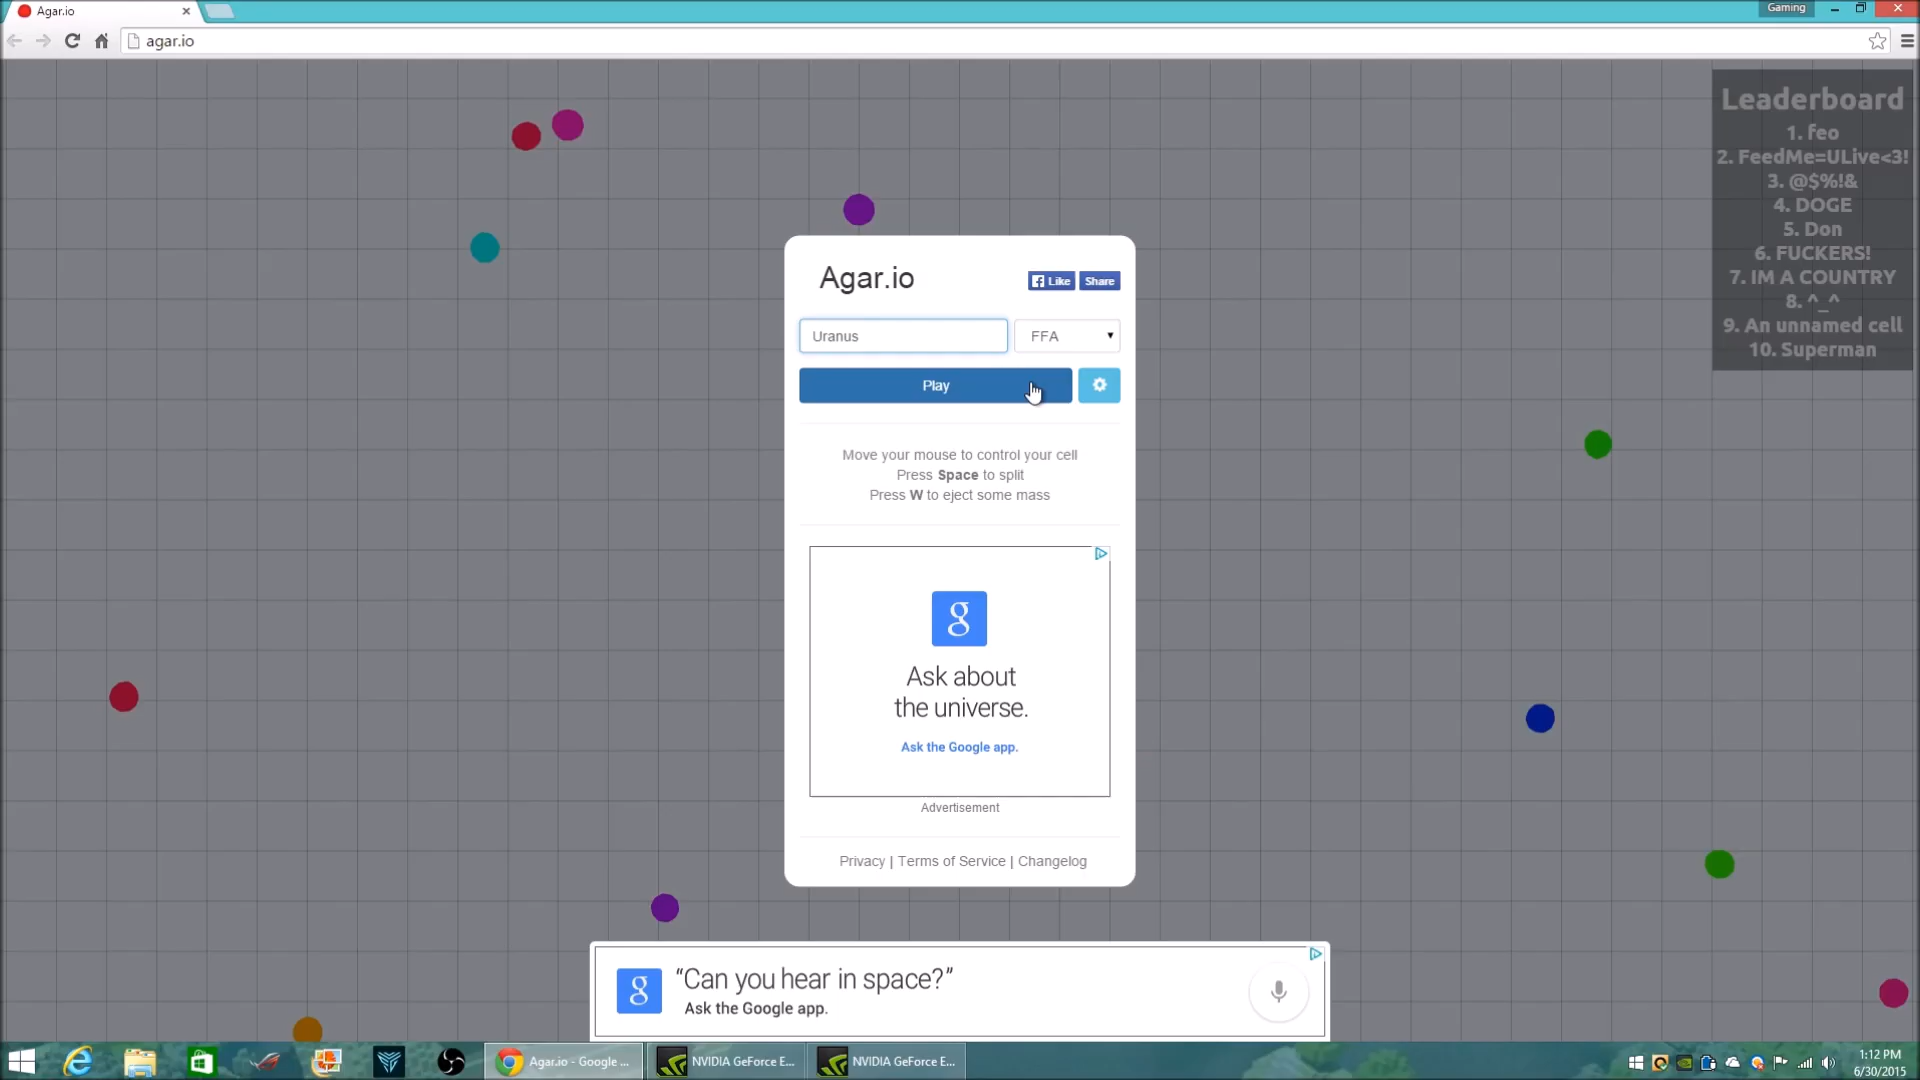 Agar.io
Gaming
agar.io
Leaderboard
1. feo
2. FeedMe=ULive<3!
3. @$%!&
4. DOGE
5. Don
6. FUCKERS!
7. IM A COUNTRY
8. ^_^
9. An unnamed cell
10. Superman
Agar.io
Like
Share
Uranus
FFA
Play
Move your mouse to control your cell
Press Space to split
Press W to eject some mass
g
Ask about
the universe.
Ask the Google app.
Advertisement
Privacy | Terms of Service | Changelog
g
“Can you hear in space?”
Ask the Google app.
Agar.io - Google ...
NVIDIA GeForce E...
NVIDIA GeForce E...
1:12 PM
6/30/2015